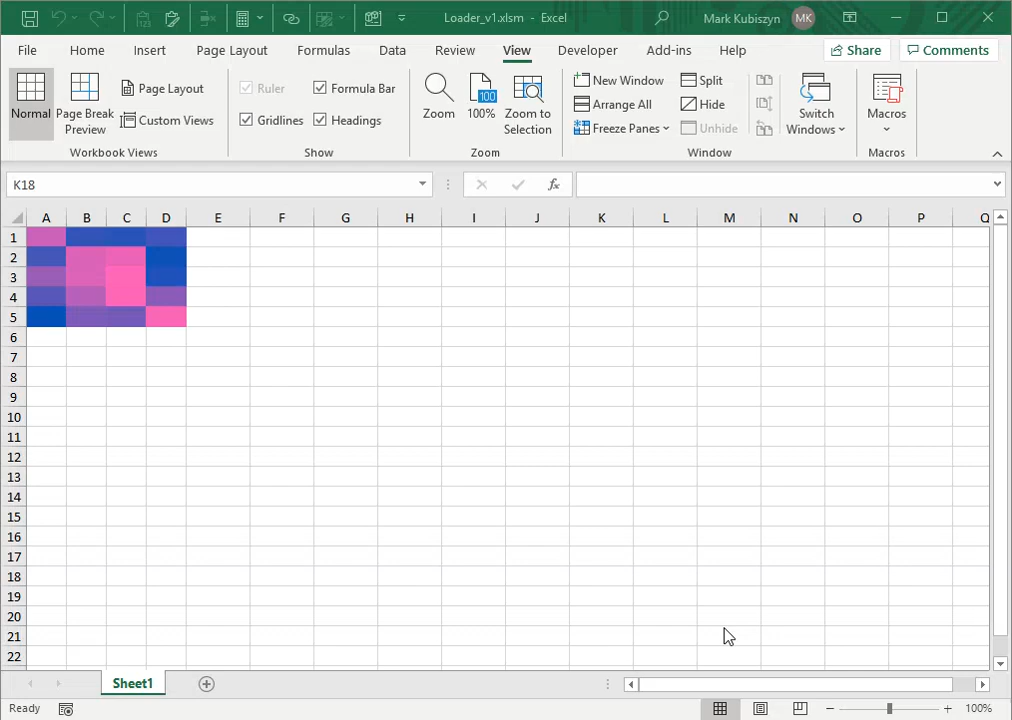 Loader_v1.xlsm - Excel
Mark Kubiszyn
MK
File Home Insert Page Layout Formulas Data Review View Developer Add-ins Help Share Comments
Normal
Page Break Preview
Page Layout
Custom Views
Workbook Views
Ruler
Formula Bar
Gridlines
Headings
Show
Zoom
100
100%
Zoom to Selection
Zoom
New Window
Arrange All
Freeze Panes
Split
Hide
Unhide
Switch Windows
Window
Macros
Macros
K18
fx
A B C D E F G H I J K L M N O P Q
1
2
3
4
5
6
7
8
9
10
11
12
13
14
15
16
17
18
19
20
21
22
Sheet1
Ready
100%